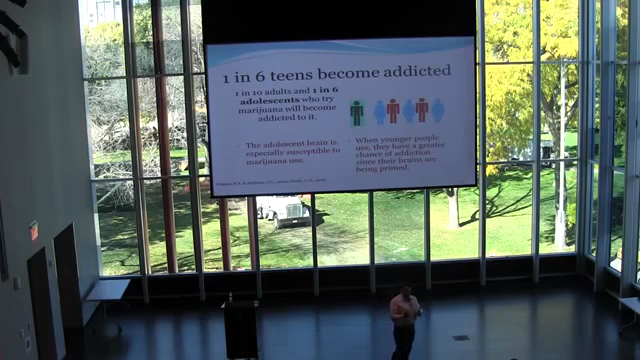 1 in 6 teens become addicted
1 in 10 adults and 1 in 6
adolescents who try
marijuana will become
addicted to it.
- The adolescent brain is
especially susceptible to
marijuana use.
- When younger people
use, they have a greater
chance of addiction
since their brains are
being primed.